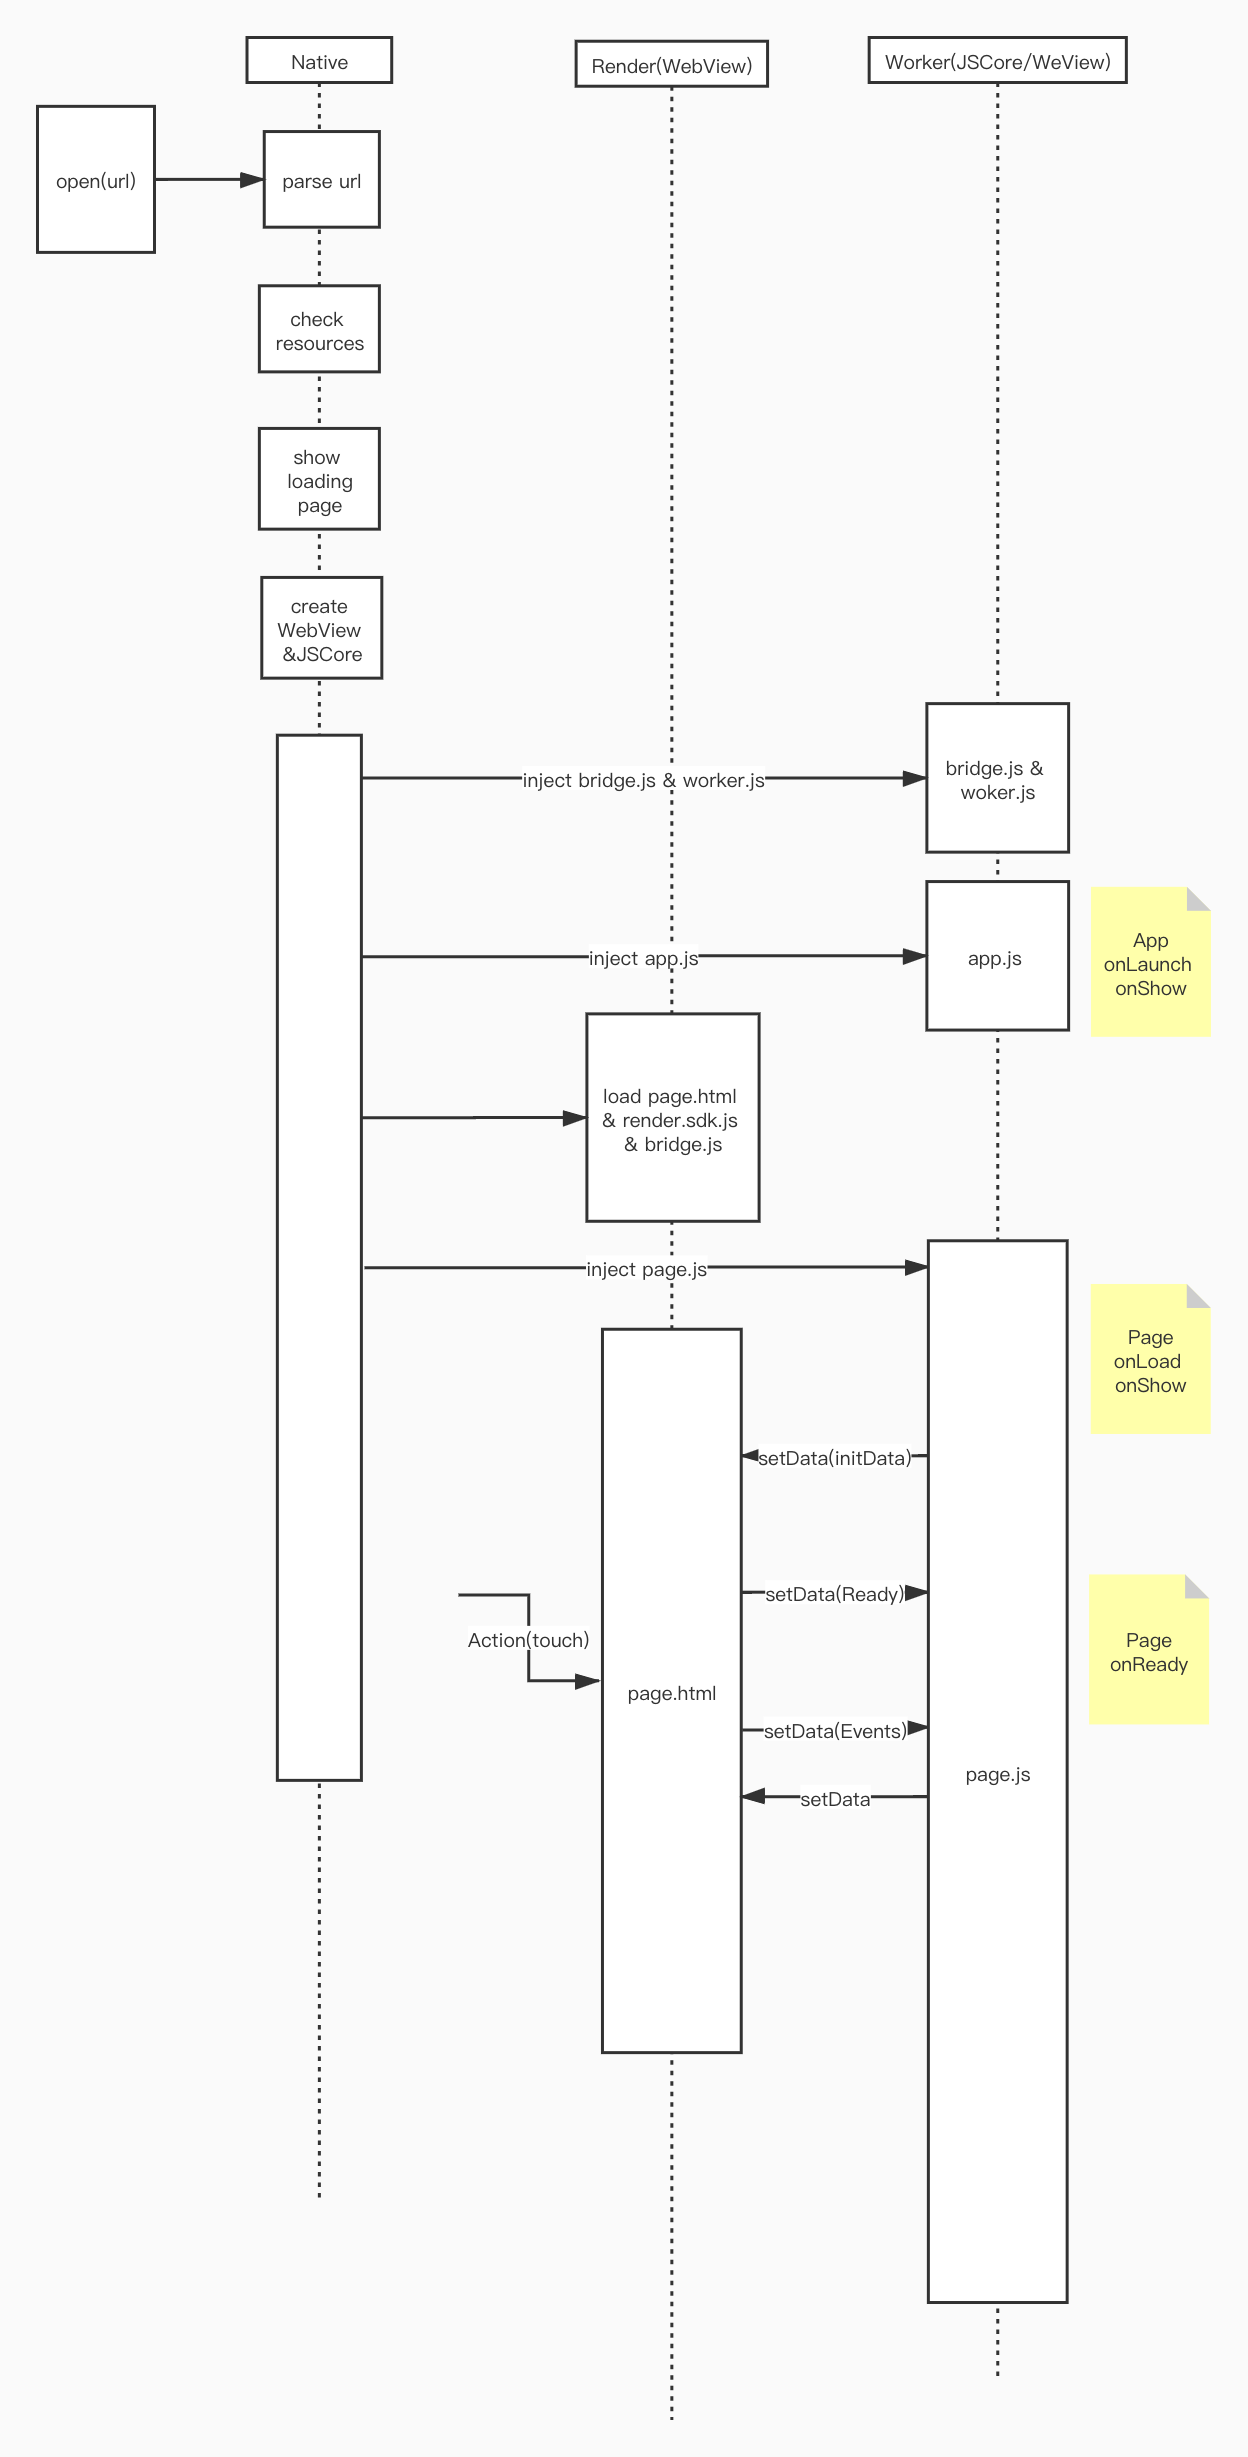 Native
Render(WebView)
Worker(JSCore/WeView)
open(url)
parse url
check
resources
show
loading
page
create
WebView
&JSCore
inject bridge.js & worker.js
bridge.js &
woker.js
inject app.js
app.js
App
onLaunch
onShow
load page.html
& render.sdk.js
& bridge.js
inject page.js
Page
onLoad
onShow
setData(initData)
setData(Ready)
Action(touch)
Page
onReady
page.html
setData(Events)
page.js
setData